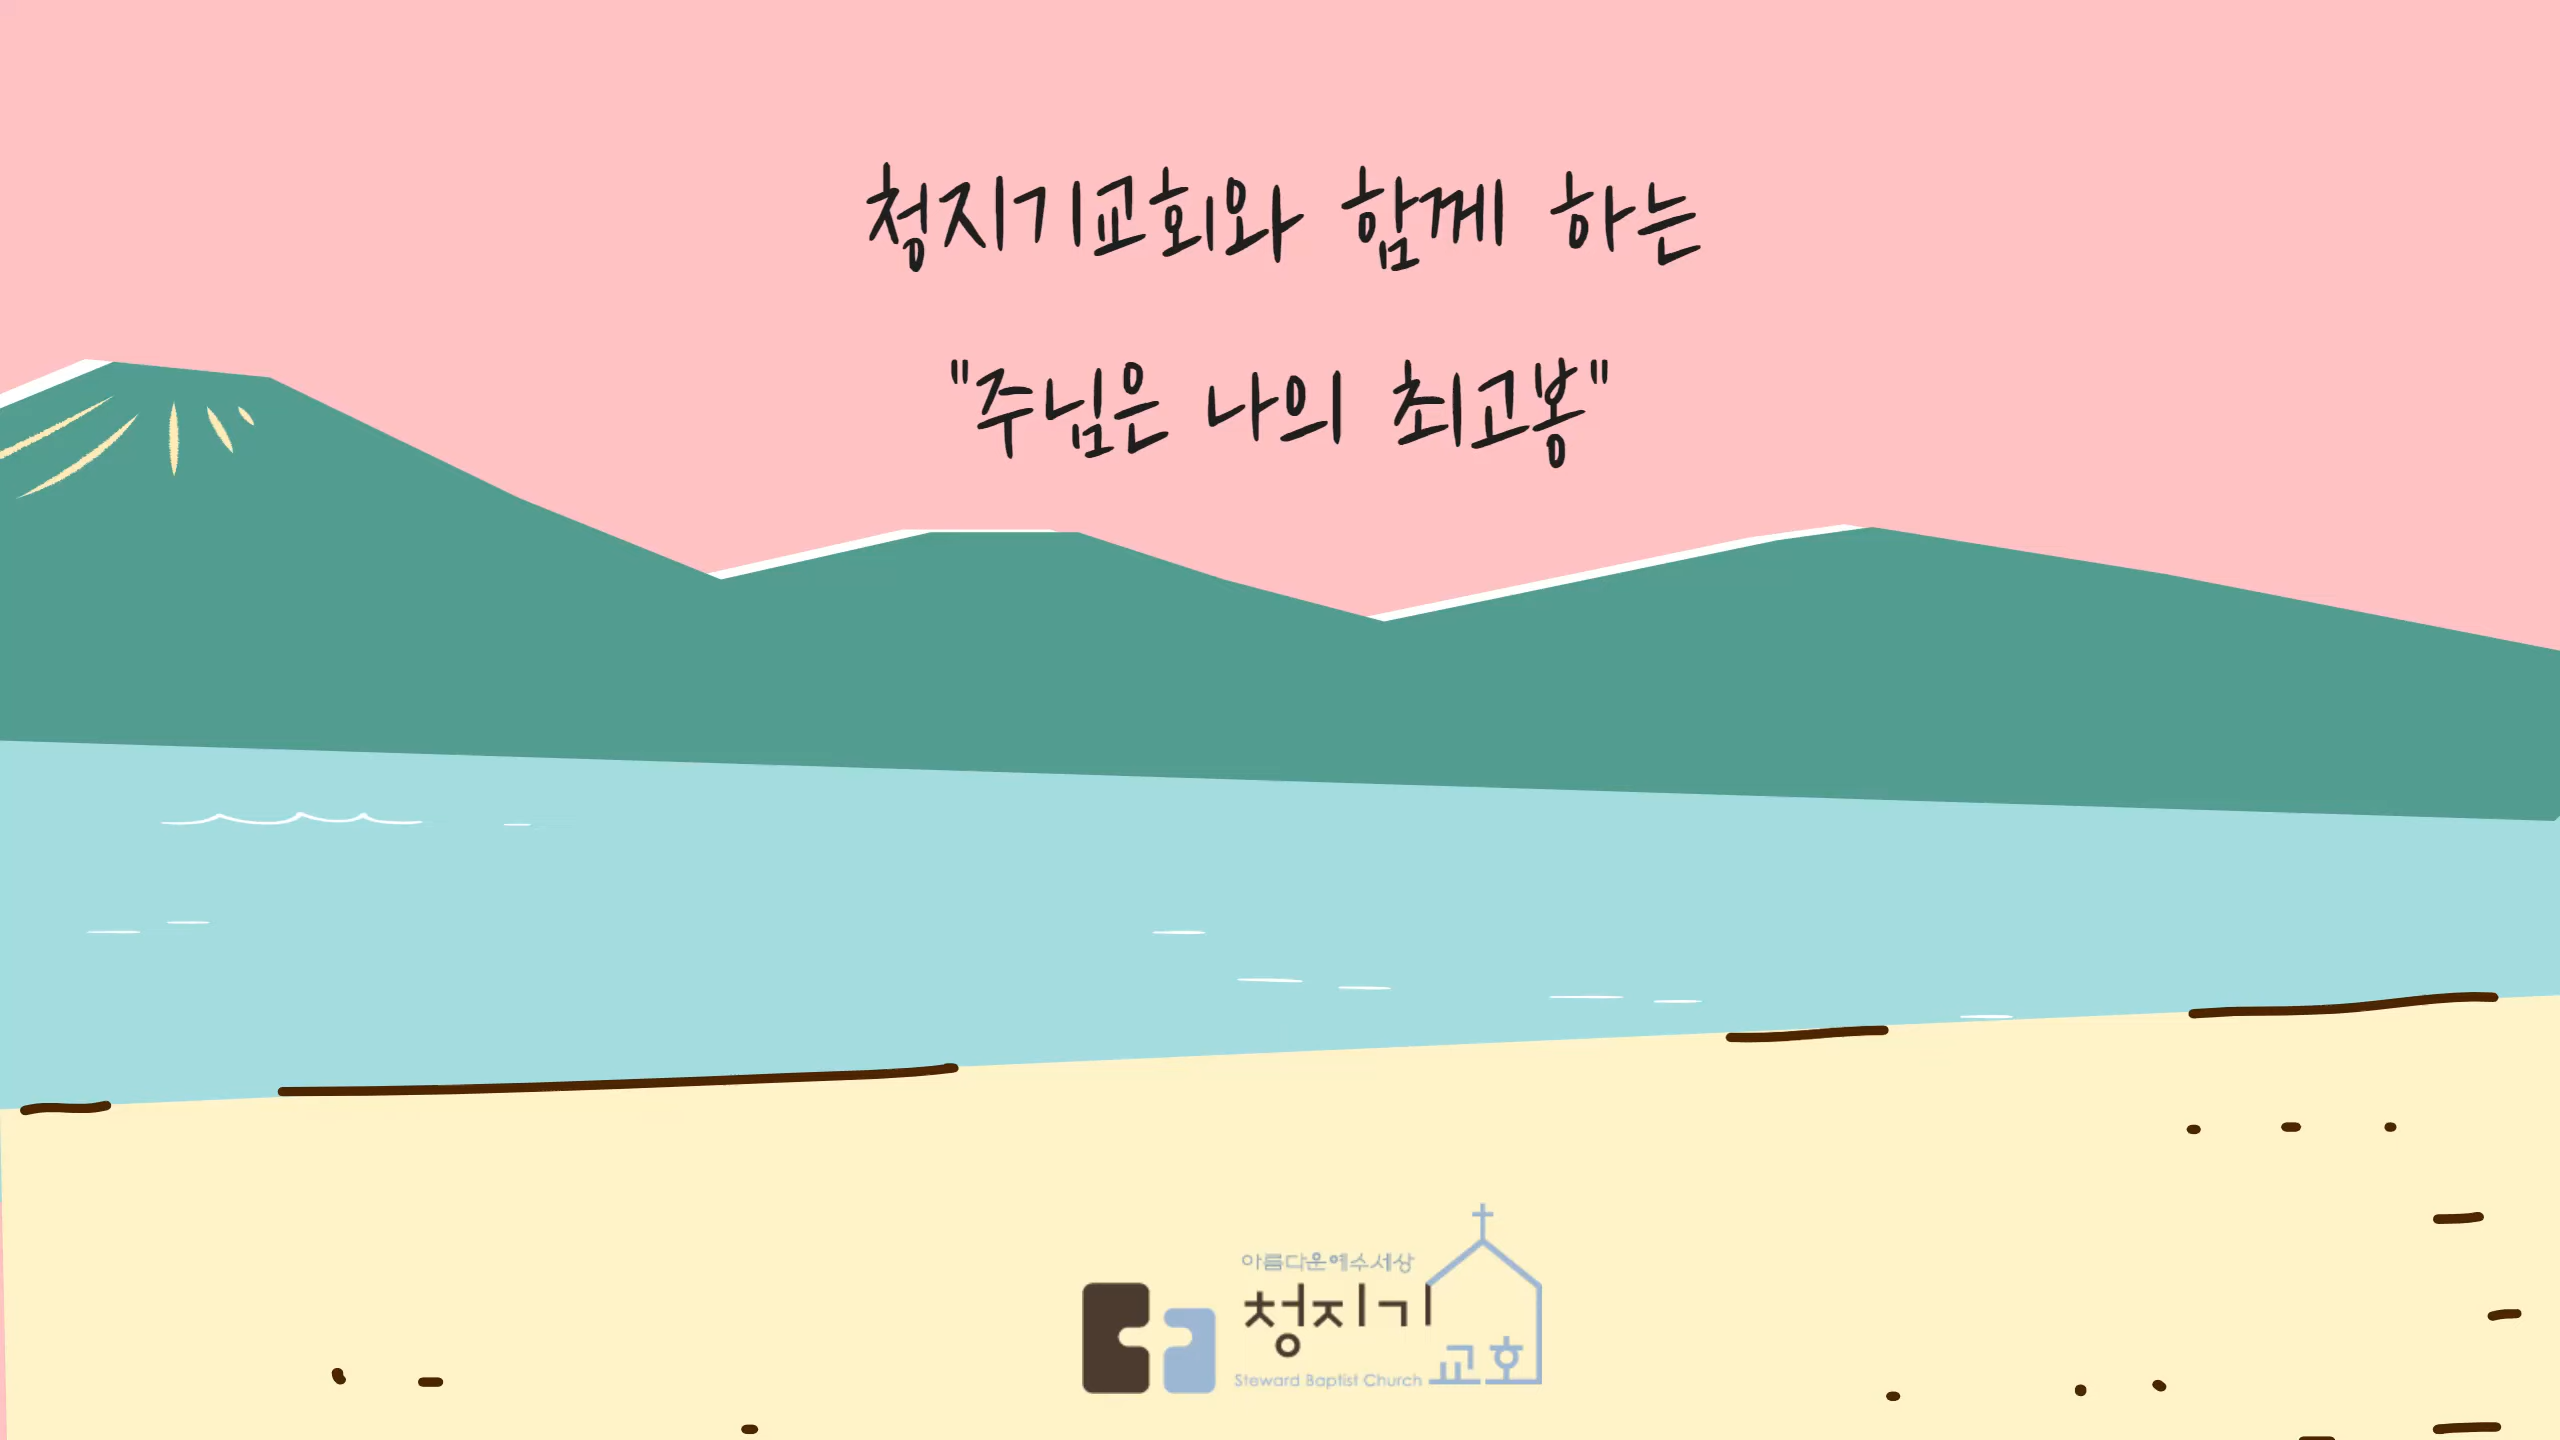 청지기교회와 함께 하는
"주님은 나의 최고봉"
아름다운예수세상
청지기
교회
Steward Baptist Church